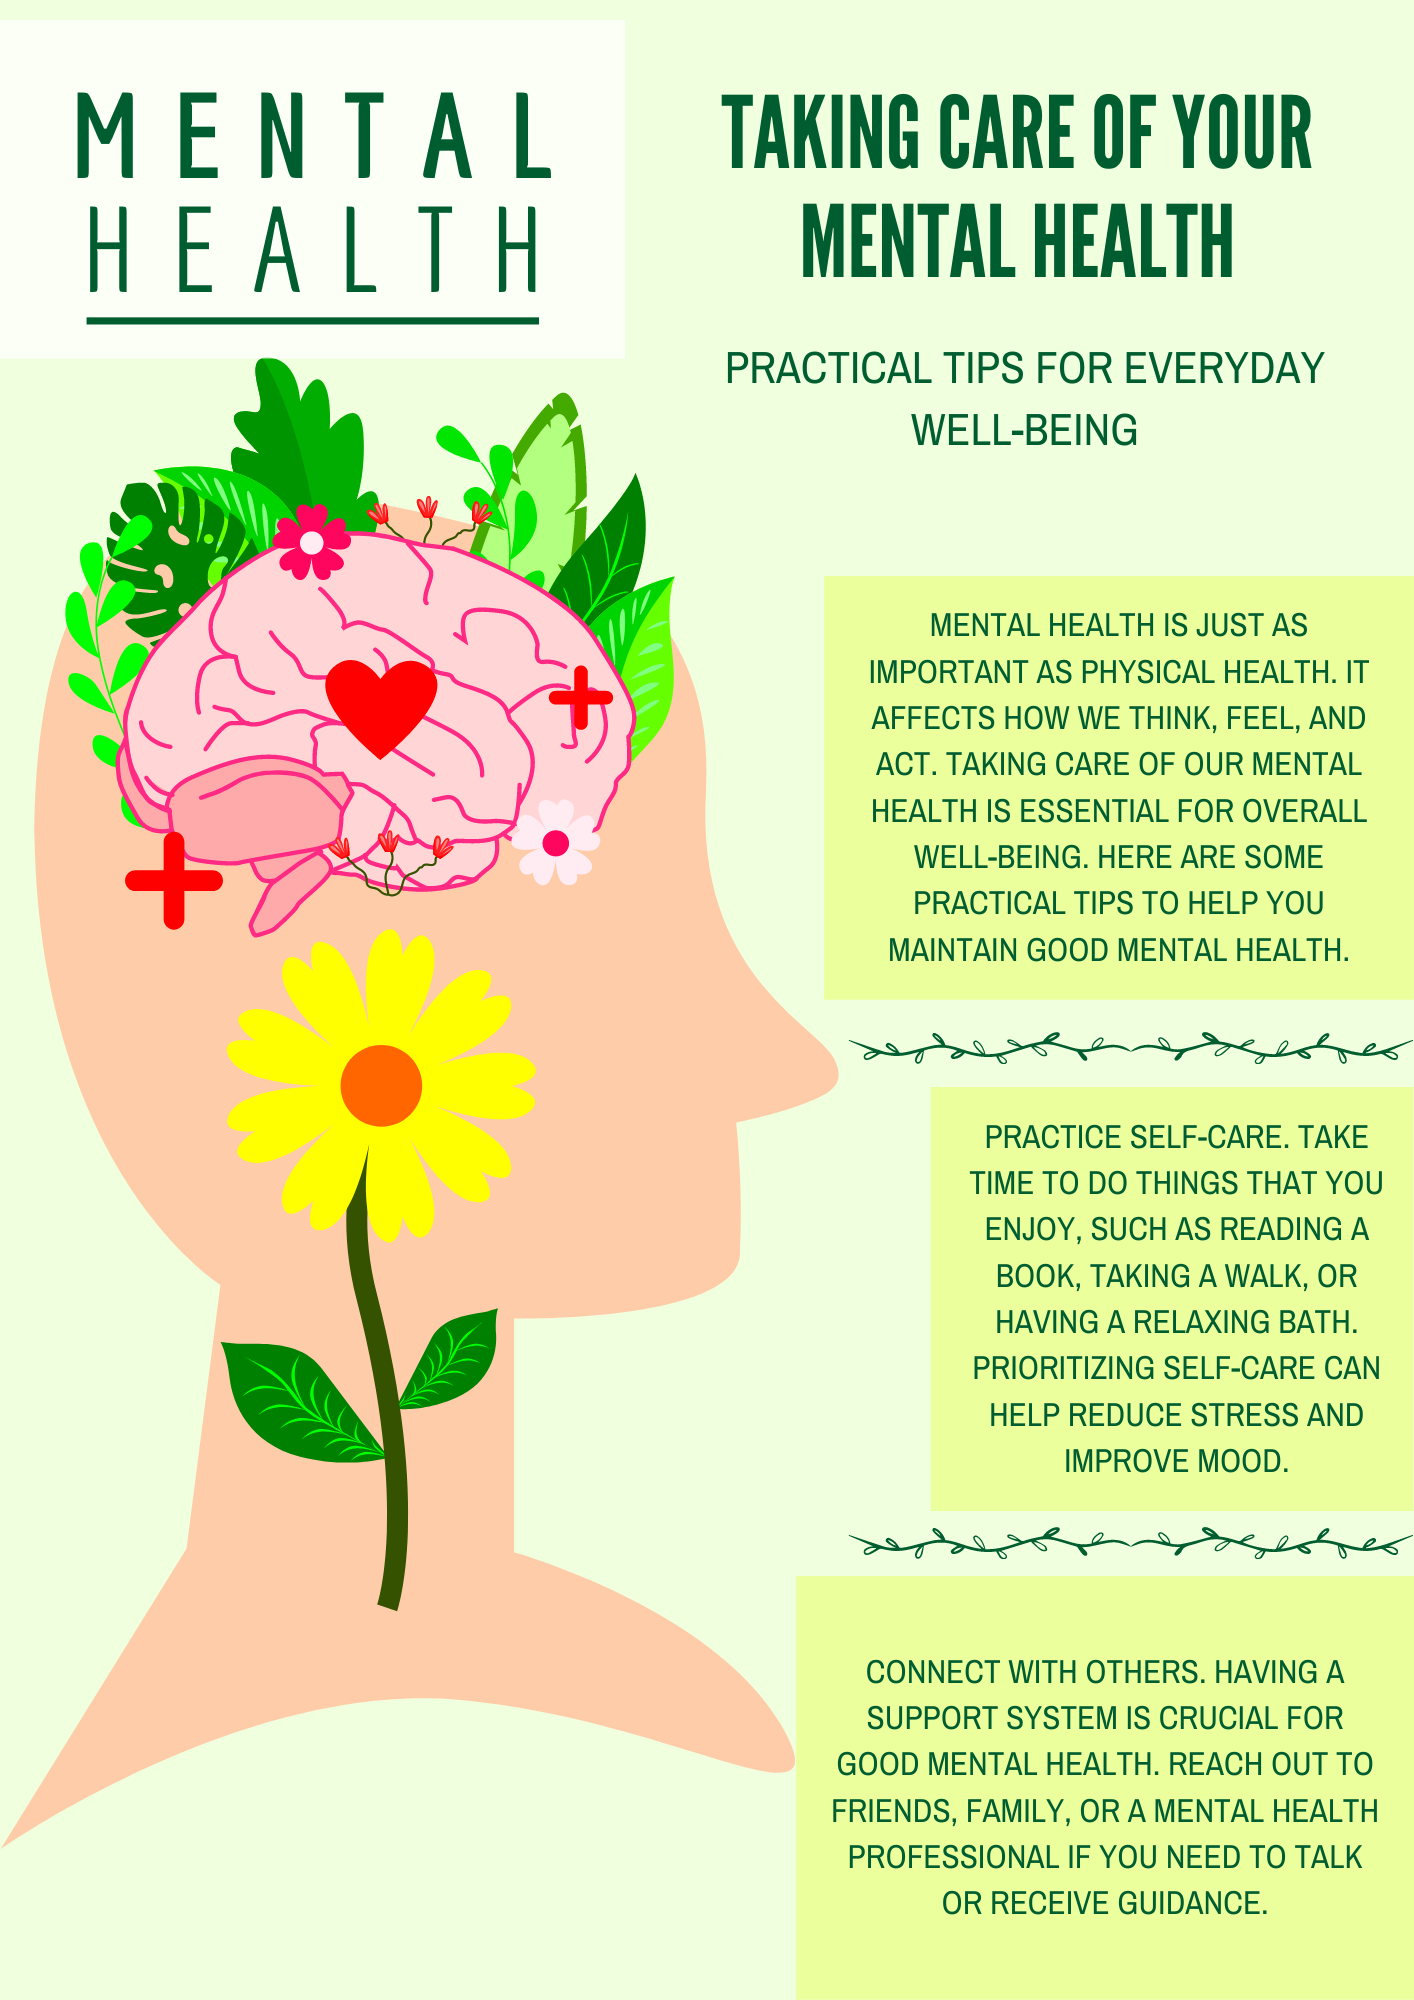 MENTAL
HEALTH
TAKING CARE OF YOUR
MENTAL HEALTH
PRACTICAL TIPS FOR EVERYDAY
WELL-BEING
MENTAL HEALTH IS JUST AS
IMPORTANT AS PHYSICAL HEALTH. IT
AFFECTS HOW WE THINK, FEEL, AND
ACT. TAKING CARE OF OUR MENTAL
HEALTH IS ESSENTIAL FOR OVERALL
WELL-BEING. HERE ARE SOME
PRACTICAL TIPS TO HELP YOU
MAINTAIN GOOD MENTAL HEALTH.
PRACTICE SELF-CARE. TAKE
TIME TO DO THINGS THAT YOU
ENJOY, SUCH AS READING A
BOOK, TAKING A WALK, OR
HAVING A RELAXING BATH.
PRIORITIZING SELF-CARE CAN
HELP REDUCE STRESS AND
IMPROVE MOOD.
CONNECT WITH OTHERS. HAVING A
SUPPORT SYSTEM IS CRUCIAL FOR
GOOD MENTAL HEALTH. REACH OUT TO
FRIENDS, FAMILY, OR A MENTAL HEALTH
PROFESSIONAL IF YOU NEED TO TALK
OR RECEIVE GUIDANCE.